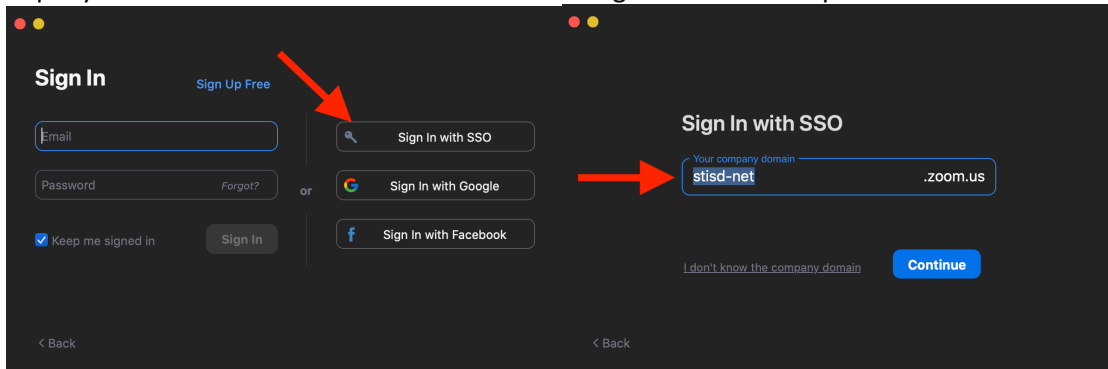 Sign In
Sign Up Free
Email
Password
Forgot?
Keep me signed in
Sign In
or
Sign In with SSO
Sign In with Google
Sign In with Facebook
< Back
Sign In with SSO
Your company domain
stisd-net
.zoom.us
I don't know the company domain
Continue
< Back